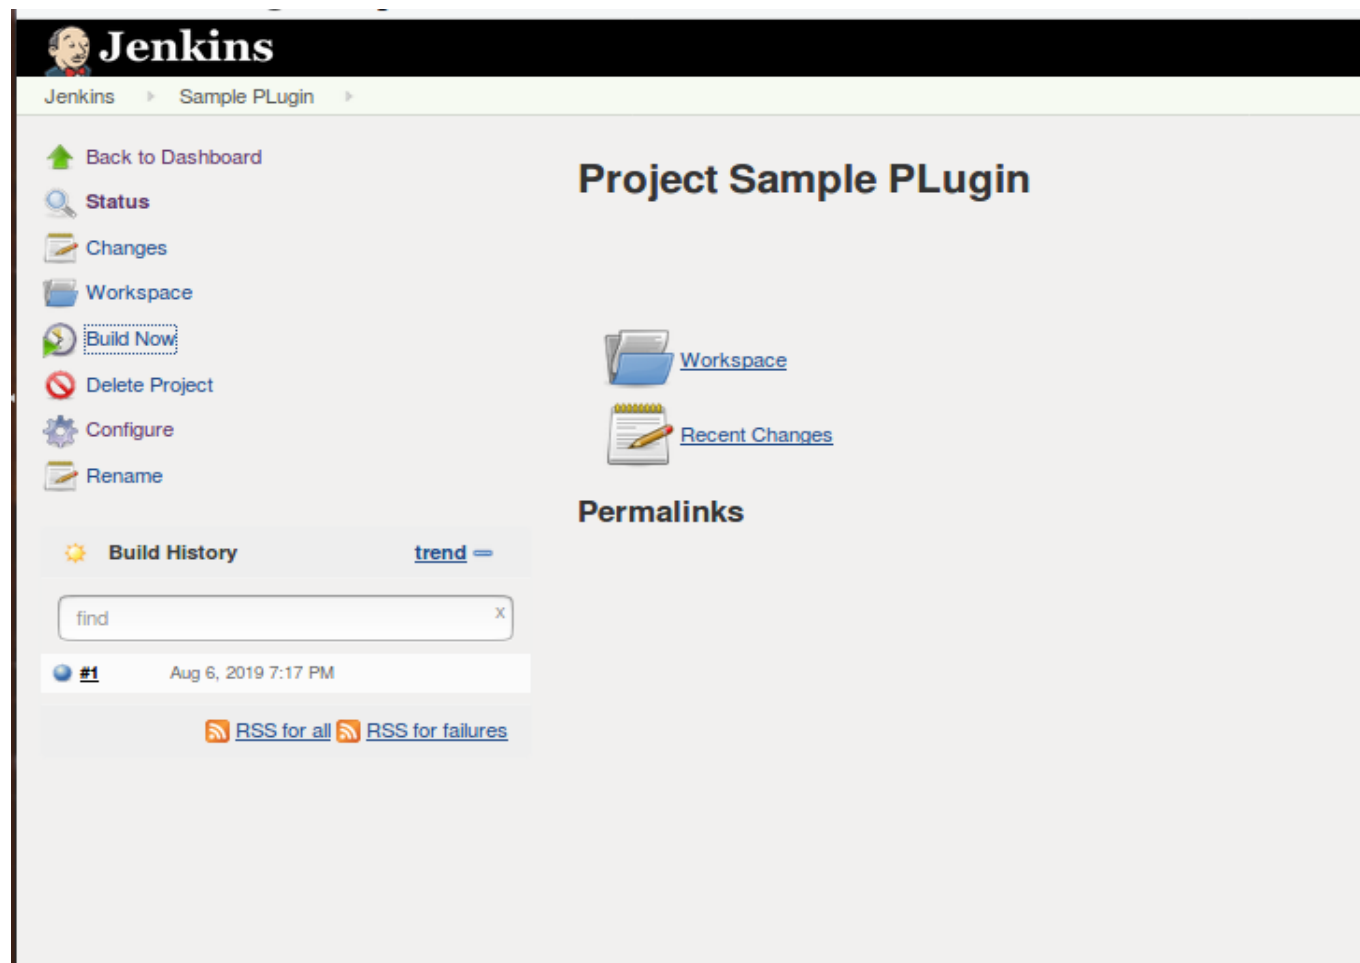 Jenkins
Jenkins Sample PLugin
Back to Dashboard
Status
Changes
Workspace
Build Now
Delete Project
Configure
Rename
Build History trend
find x
#1 Aug 6, 2019 7:17 PM
RSS for all RSS for failures
Project Sample PLugin
Workspace
Recent Changes
Permalinks